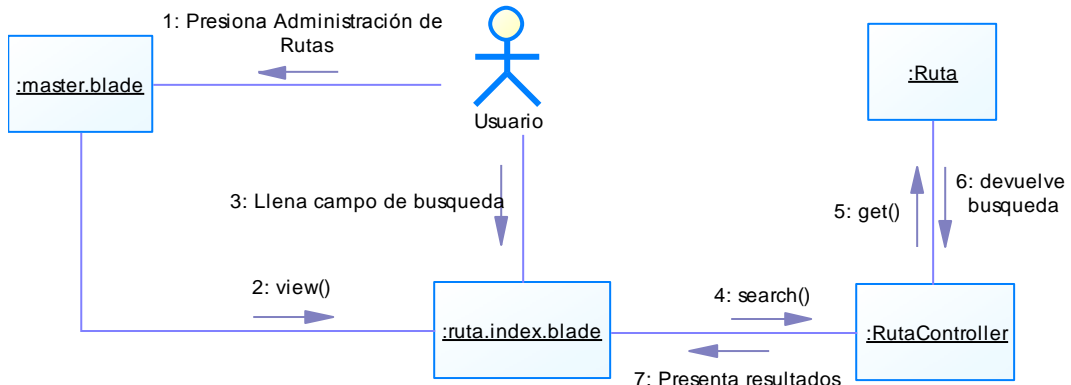 1: Presiona Administración de
Rutas
:master.blade
Usuario
:Ruta
3: Llena campo de busqueda
5: get()
6: devuelve
busqueda
2: view()
:ruta.index.blade
4: search()
:RutaController
7: Presenta resultados